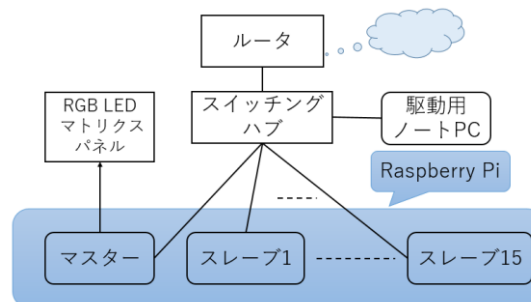 ルータ
RGB LED
マトリクス
パネル
スイッチング
ハブ
駆動用
ノートPC
Raspberry Pi
マスター
スレーブ1
スレーブ15